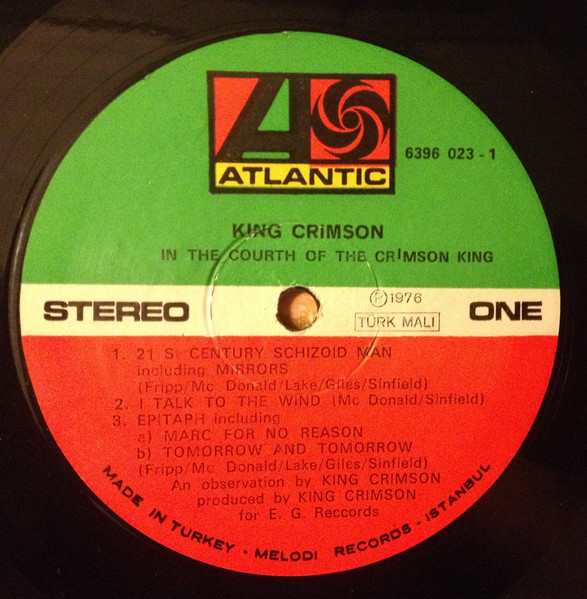 ATLANTIC
6396 023 - 1
KING CRiMSON
IN THE COURTH OF THE CRIMSON KING
STEREO
Ⓟ1976
TÜRK MALI
ONE
1. 21 S: CENTURY SCHIZOID MAN
including MiRRORS
(Fripp/Mc Donald/Lake/Giles/Sinfield)
2. I TALK TO THE WiND (Mc Donald/Sinfield)
3. EPiTAPH including
a) MARC FOR NO REASON
b) TOMORROW AND TOMORROW
(Fripp/Mc Donald/Lake/Giles/Sinfield)
An observation by KING CRIMSON
produced by KING CRIMSON
for E. G. Reccords
MADE IN TURKEY · MELODI RECORDS · ISTANBUL